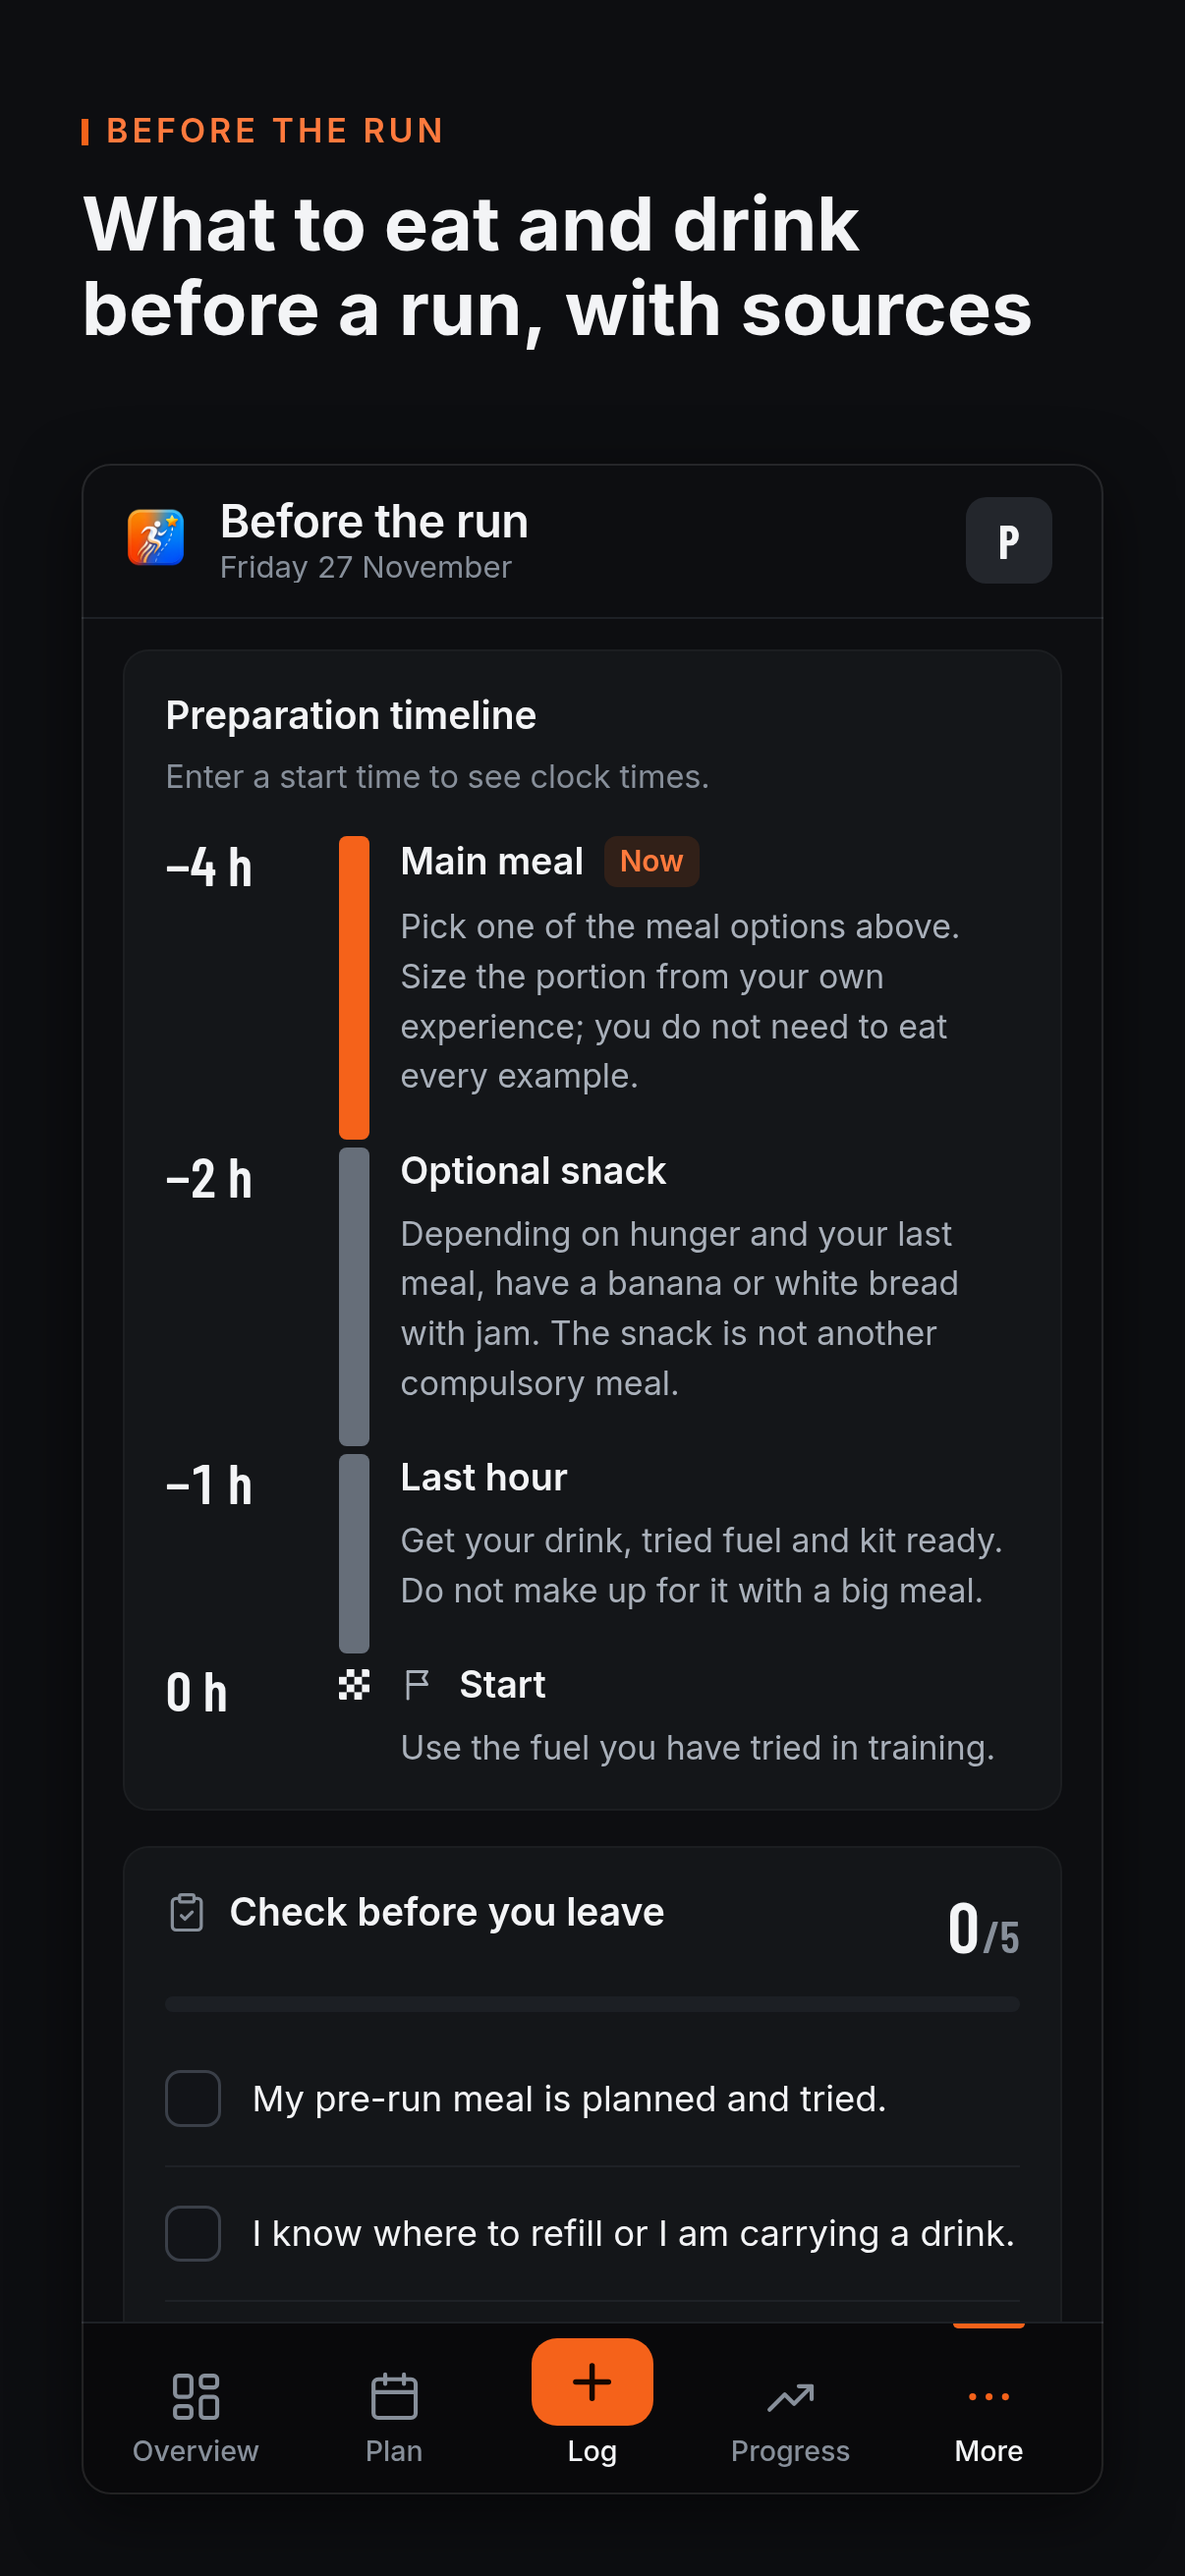 BEFORE THE RUN
What to eat and drink
before a run, with sources
Before the run
Friday 27 November
P
Preparation timeline
Enter a start time to see clock times.
–4 h
Main meal
Now
Pick one of the meal options above.
Size the portion from your own
experience; you do not need to eat
every example.
–2 h
Optional snack
Depending on hunger and your last
meal, have a banana or white bread
with jam. The snack is not another
compulsory meal.
–1 h
Last hour
Get your drink, tried fuel and kit ready.
Do not make up for it with a big meal.
0 h
Start
Use the fuel you have tried in training.
Check before you leave
0/5
My pre-run meal is planned and tried.
I know where to refill or I am carrying a drink.
Overview
Plan
Log
Progress
More